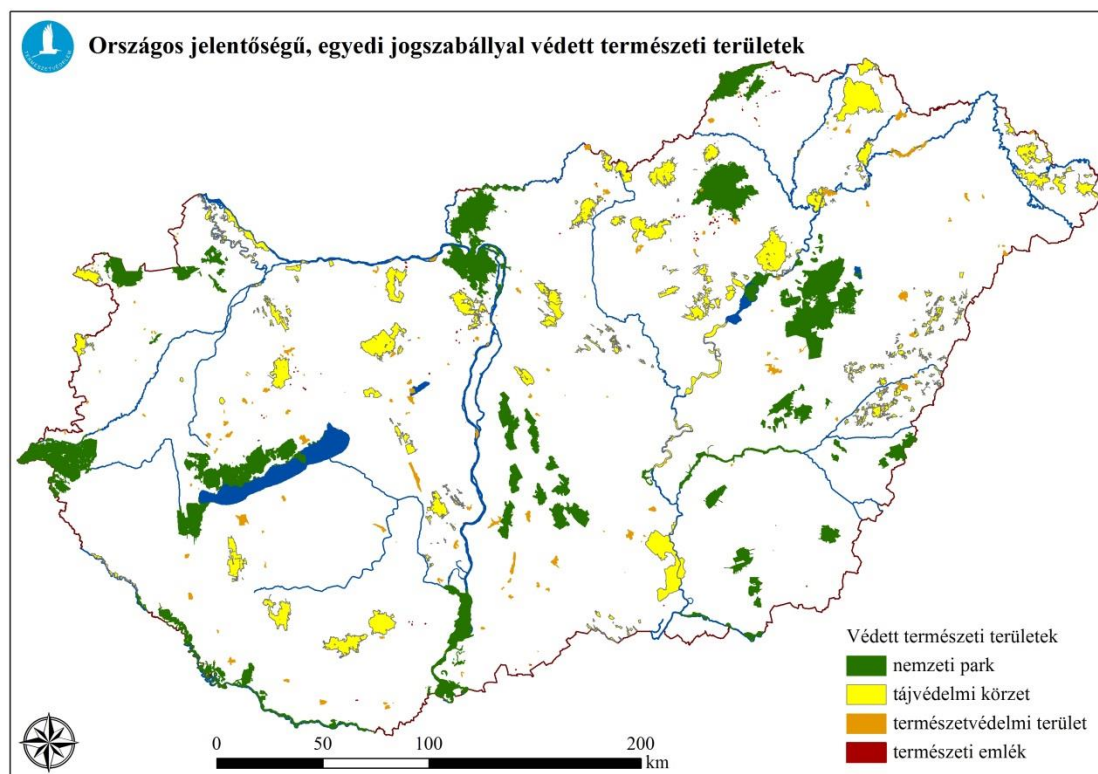 Országos jelentőségű, egyedi jogszabállyal védett természeti területek
TERMÉSZETVÉDELEM
Védett természeti területek
nemzeti park
tájvédelmi körzet
természetvédelmi terület
természeti emlék
0 50 100 200
km